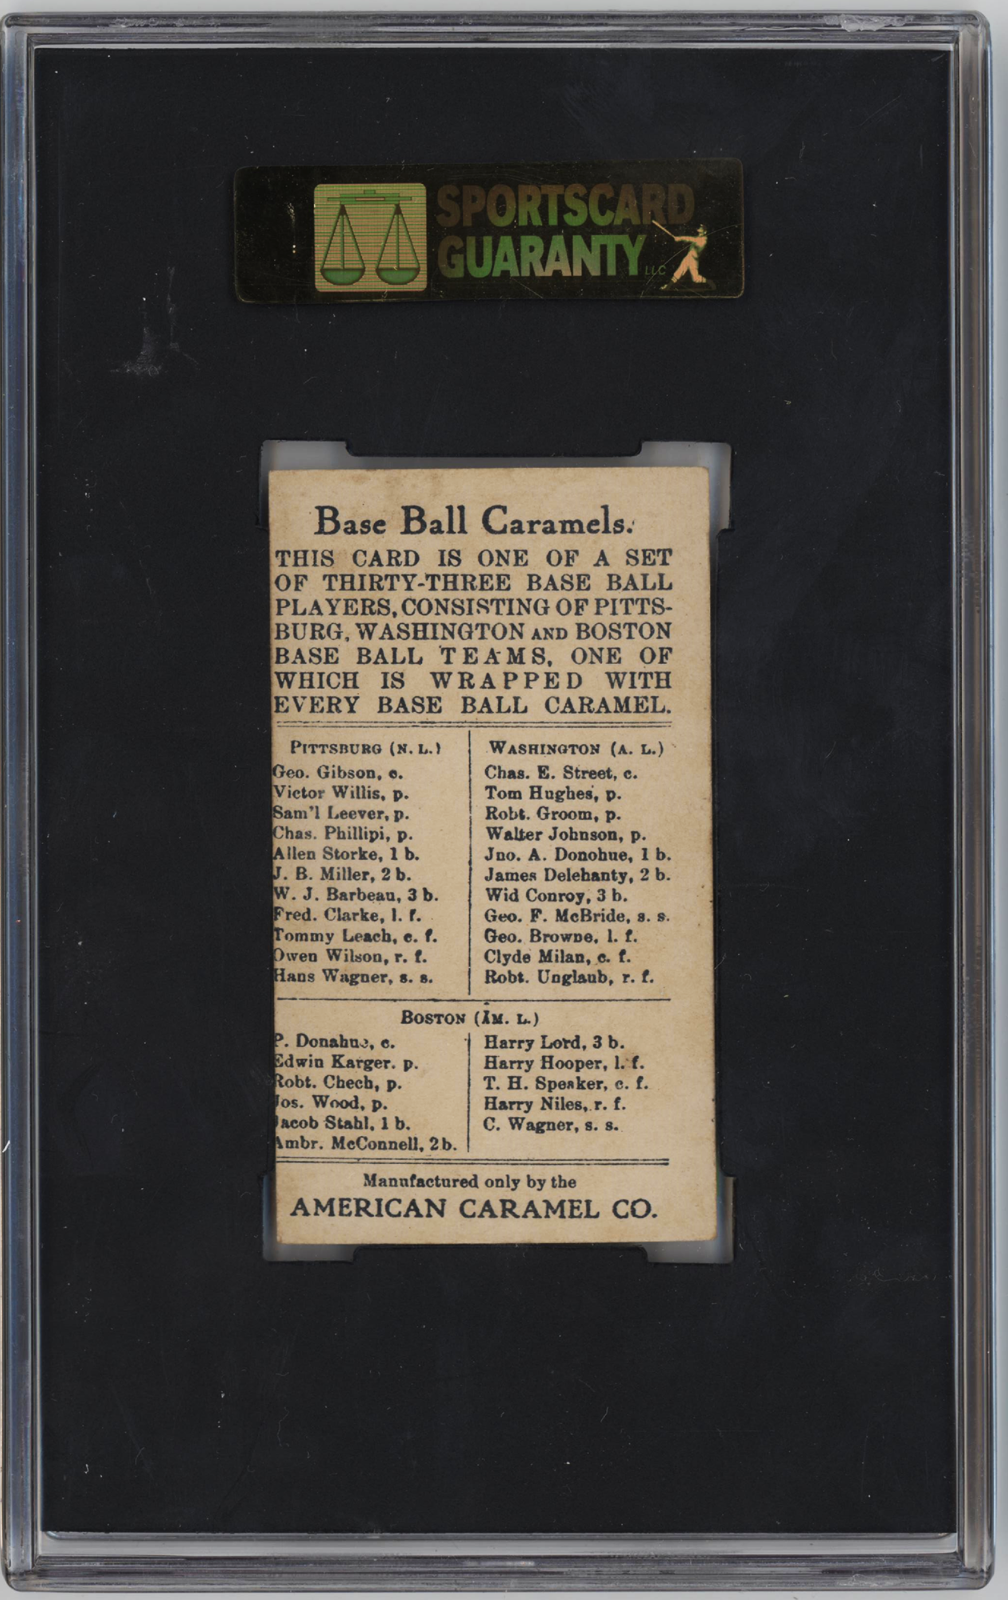 SPORTSCARD
GUARANTY LLC
Base Ball Caramels.
THIS CARD IS ONE OF A SET
OF THIRTY-THREE BASE BALL
PLAYERS, CONSISTING OF PITTS-
BURG, WASHINGTON AND BOSTON
BASE BALL TEAMS, ONE OF
WHICH IS WRAPPED WITH
EVERY BASE BALL CARAMEL.
PITTSBURG (N. L.)
Geo. Gibson, c.
Victor Willis, p.
Sam'l Leever, p.
Chas. Phillipi, p.
Allen Storke, 1 b.
J. B. Miller, 2 b.
W. J. Barbeau, 3 b.
Fred. Clarke, l. f.
Tommy Leach, c. f.
Owen Wilson, r. f.
Hans Wagner, s. s.
WASHINGTON (A. L.)
Chas. E. Street, c.
Tom Hughes, p.
Robt. Groom, p.
Walter Johnson, p.
Jno. A. Donohue, 1 b.
James Delehanty, 2 b.
Wid Conroy, 3 b.
Geo. F. McBride, s. s.
Geo. Browne, l. f.
Clyde Milan, c. f.
Robt. Unglaub, r. f.
BOSTON (AM. L.)
P. Donahue, c.
Edwin Karger. p.
Robt. Chech, p.
Jos. Wood, p.
Jacob Stahl, 1 b.
Ambr. McConnell, 2 b.
Harry Lord, 3 b.
Harry Hooper, l. f.
T. H. Speaker, c. f.
Harry Niles, r. f.
C. Wagner, s. s.
Manufactured only by the
AMERICAN CARAMEL CO.